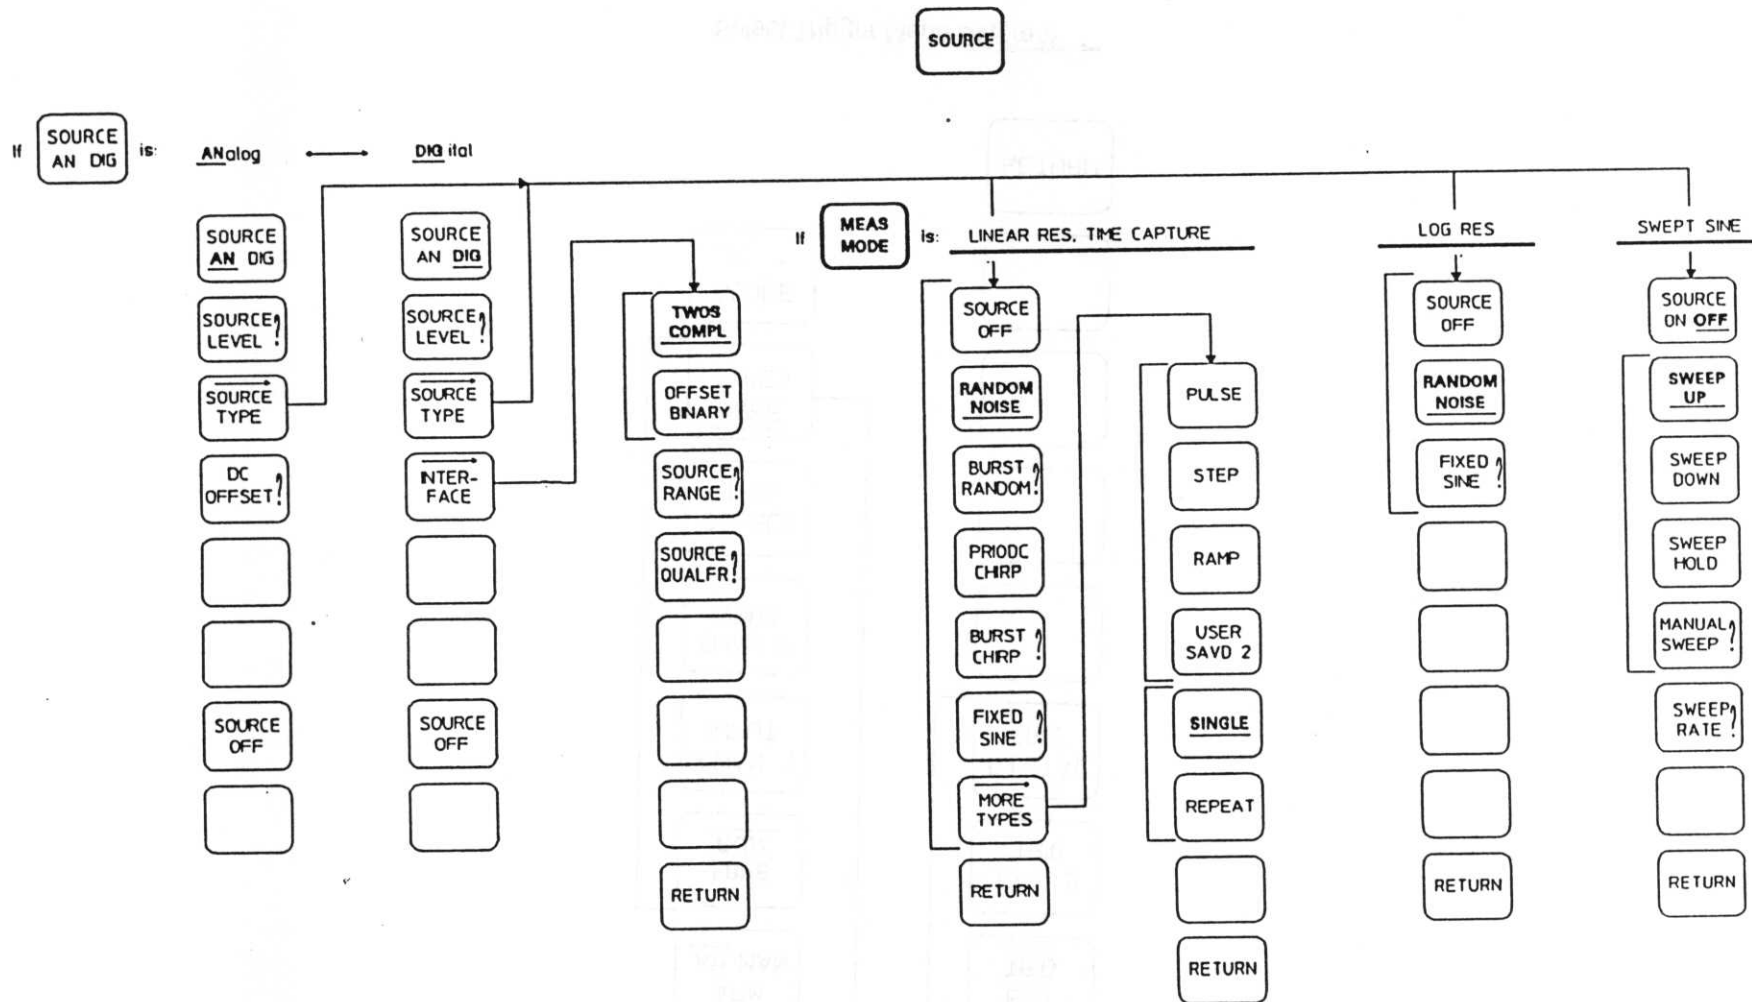 SOURCE
If
SOURCE
AN DIG
is:
ANalog
DIGital
SOURCE
AN DIG
SOURCE
LEVEL?
SOURCE
TYPE
DC
OFFSET?
SOURCE
OFF
SOURCE
AN DIG
SOURCE
LEVEL?
SOURCE
TYPE
INTER-
FACE
SOURCE
OFF
TWOS
COMPL
OFFSET
BINARY
SOURCE
RANGE?
SOURCE
QUALFR?
RETURN
If
MEAS
MODE
is:
LINEAR RES, TIME CAPTURE
SOURCE
OFF
RANDOM
NOISE
BURST
RANDOM?
PRIODC
CHIRP
BURST
CHIRP?
FIXED
SINE?
MORE
TYPES
RETURN
PULSE
STEP
RAMP
USER
SAVD 2
SINGLE
REPEAT
RETURN
LOG RES
SOURCE
OFF
RANDOM
NOISE
FIXED
SINE?
RETURN
SWEPT SINE
SOURCE
ON OFF
SWEEP
UP
SWEEP
DOWN
SWEEP
HOLD
MANUAL
SWEEP?
SWEEP
RATE?
RETURN